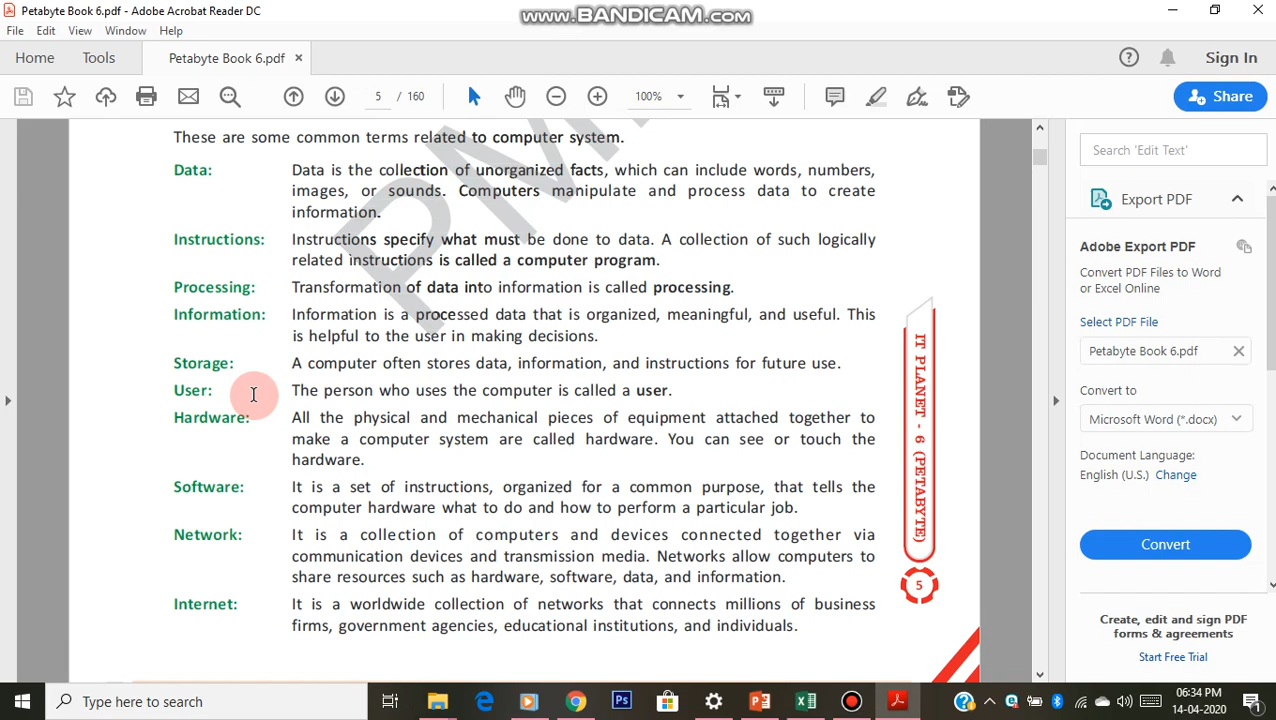 Petabyte Book 6.pdf - Adobe Acrobat Reader DC
www.BANDICAM.com
File Edit View Window Help
Home Tools Petabyte Book 6.pdf × Sign In
5 / 160 100% Share
These are some common terms related to computer system.
Data: Data is the collection of unorganized facts, which can include words, numbers,
images, or sounds. Computers manipulate and process data to create
information.
Instructions: Instructions specify what must be done to data. A collection of such logically
related instructions is called a computer program.
Processing: Transformation of data into information is called processing.
Information: Information is a processed data that is organized, meaningful, and useful. This
is helpful to the user in making decisions.
Storage: A computer often stores data, information, and instructions for future use.
User: The person who uses the computer is called a user.
Hardware: All the physical and mechanical pieces of equipment attached together to
make a computer system are called hardware. You can see or touch the
hardware.
Software: It is a set of instructions, organized for a common purpose, that tells the
computer hardware what to do and how to perform a particular job.
Network: It is a collection of computers and devices connected together via
communication devices and transmission media. Networks allow computers to
share resources such as hardware, software, data, and information.
Internet: It is a worldwide collection of networks that connects millions of business
firms, government agencies, educational institutions, and individuals.
IT PLANET - 6 (PETABYTE)
5
Search 'Edit Text'
Export PDF
Adobe Export PDF
Convert PDF Files to Word
or Excel Online
Select PDF File
Petabyte Book 6.pdf
Convert to
Microsoft Word (*.docx)
Document Language:
English (U.S.) Change
Convert
Create, edit and sign PDF
forms & agreements
Start Free Trial
Type here to search
06:34 PM
14-04-2020